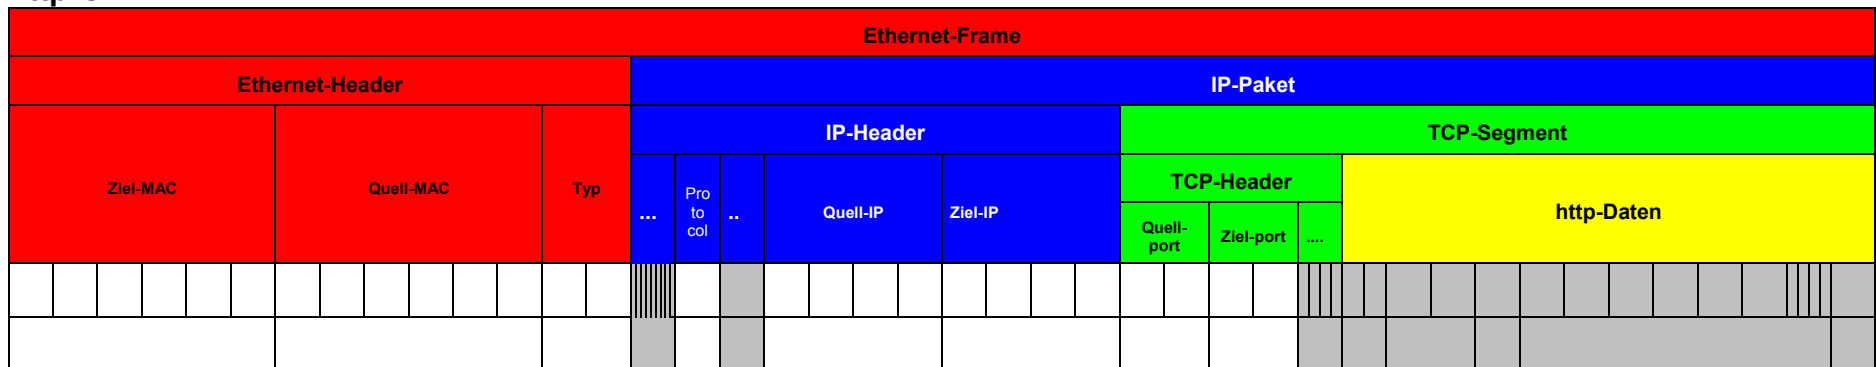 Ethernet-Frame
Ethernet-Header
IP-Paket
IP-Header
TCP-Segment
Ziel-MAC
Quell-MAC
Typ
...
Pro
to
col
..
Quell-IP
Ziel-IP
TCP-Header
http-Daten
Quell-
port
Ziel-port
....